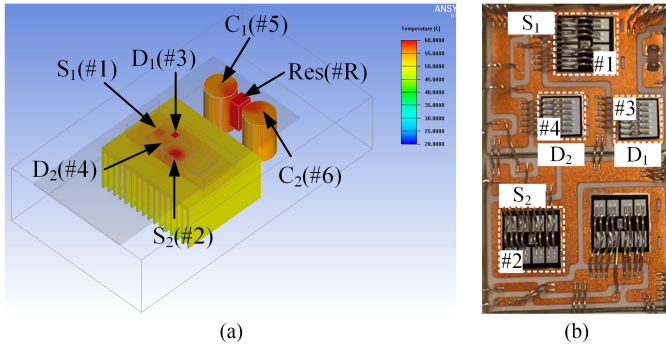 ANSY
C₁(#5)
D₁(#3)
S₁(#1)
Res(#R)
D₂(#4)
C₂(#6)
S₂(#2)
Temperature [C]
60.0000
55.0000
50.0000
45.0000
40.0000
35.0000
30.0000
25.0000
20.0000
(a)
S₁
#1
#3
#4
D₂
D₁
S₂
#2
(b)